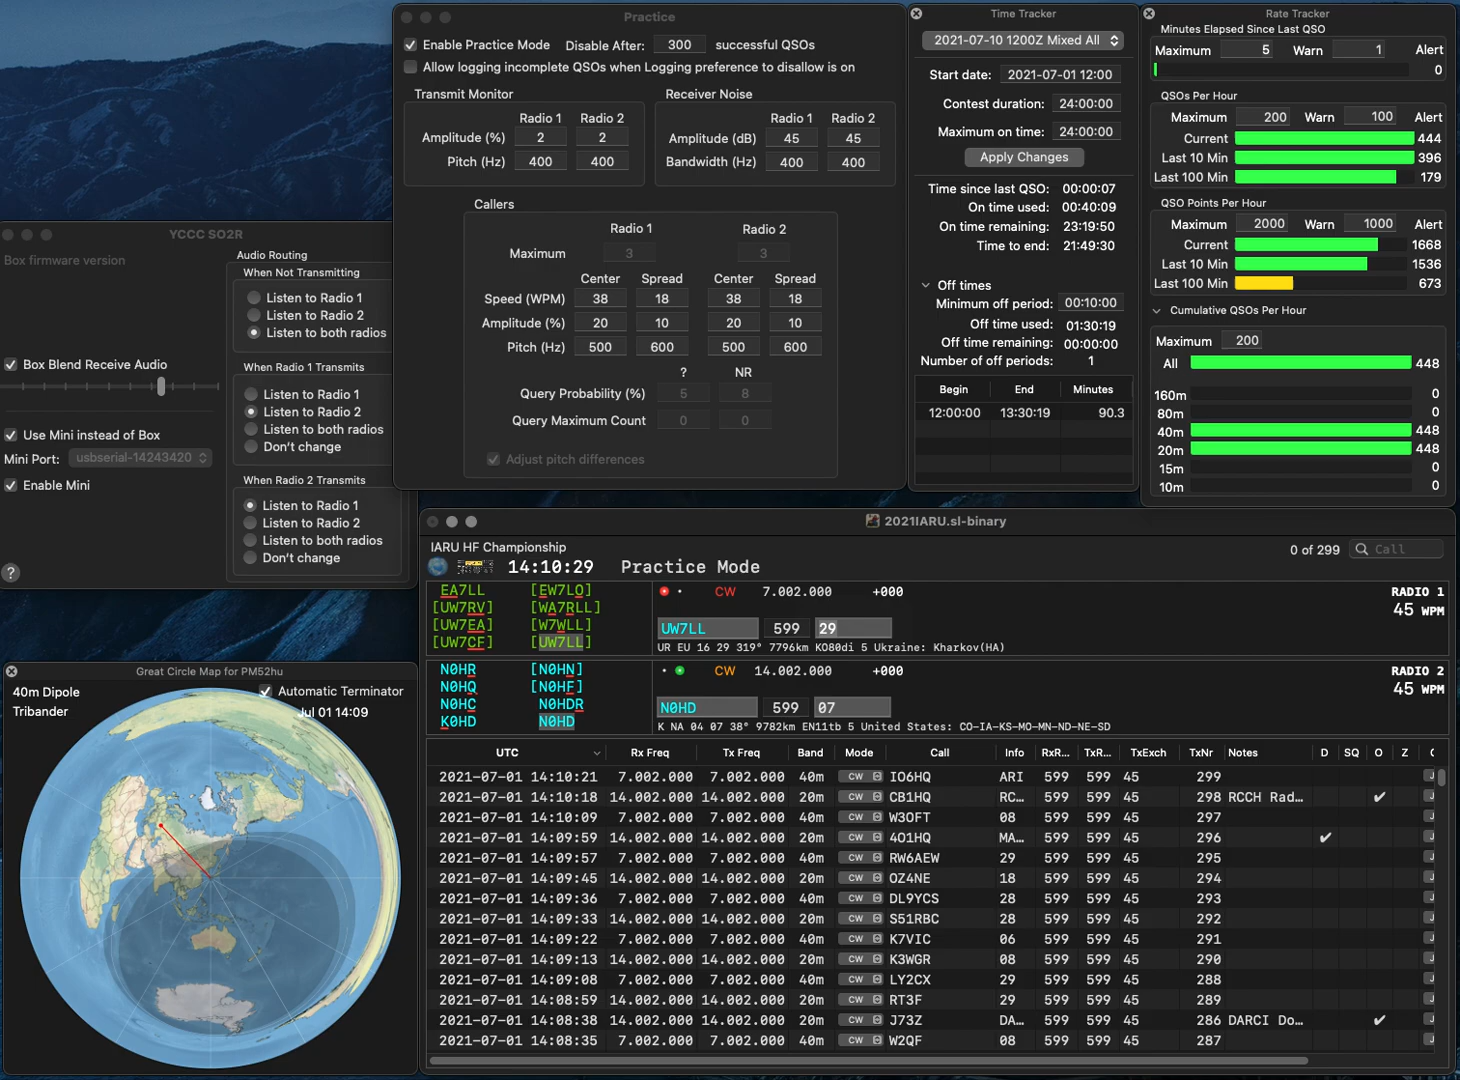 Practice
Enable Practice Mode Disable After: 300 successful QSOs
Allow logging incomplete QSOs when Logging preference to disallow is on
Transmit Monitor
Radio 1 Radio 2
Amplitude (%) 2 2
Pitch (Hz) 400 400
Receiver Noise
Radio 1 Radio 2
Amplitude (dB) 45 45
Bandwidth (Hz) 400 400
Callers
Radio 1 Radio 2
Maximum 3 3
Center Spread Center Spread
Speed (WPM) 38 18 38 18
Amplitude (%) 20 10 20 10
Pitch (Hz) 500 600 500 600
? NR
Query Probability (%) 5 8
Query Maximum Count 0 0
Adjust pitch differences
Time Tracker
2021-07-10 1200Z Mixed All
Start date: 2021-07-01 12:00
Contest duration: 24:00:00
Maximum on time: 24:00:00
Apply Changes
Time since last QSO: 00:00:07
On time used: 00:40:09
On time remaining: 23:19:50
Time to end: 21:49:30
Off times
Minimum off period: 00:10:00
Off time used: 01:30:19
Off time remaining: 00:00:00
Number of off periods: 1
Begin End Minutes
12:00:00 13:30:19 90.3
Rate Tracker
Minutes Elapsed Since Last QSO
Maximum 5 Warn 1 Alert
0
QSOs Per Hour
Maximum 200 Warn 100 Alert
Current 444
Last 10 Min 396
Last 100 Min 179
QSO Points Per Hour
Maximum 2000 Warn 1000 Alert
Current 1668
Last 10 Min 1536
Last 100 Min 673
Cumulative QSOs Per Hour
Maximum 200
All 448
160m 0
80m 0
40m 448
20m 448
15m 0
10m 0
YCCC SO2R
Box firmware version
Box Blend Receive Audio
Use Mini instead of Box
Mini Port: usbserial-14243420
Enable Mini
?
Audio Routing
When Not Transmitting
Listen to Radio 1
Listen to Radio 2
Listen to both radios
When Radio 1 Transmits
Listen to Radio 1
Listen to Radio 2
Listen to both radios
Don't change
When Radio 2 Transmits
Listen to Radio 1
Listen to Radio 2
Listen to both radios
Don't change
Great Circle Map for PM52hu
40m Dipole
Tribander
Automatic Terminator
Jul 01 14:09
2021IARU.sl-binary
IARU HF Championship
14:10:29 Practice Mode
0 of 299 Call
EA7LL [EW7LO]
[UW7RV] [WA7RLL]
[UW7EA] [W7WLL]
[UW7CF] [UW7LL]
CW 7.002.000 +000 RADIO 1
45 WPM
UW7LL 599 29
UR EU 16 29 319° 7796km KO80di 5 Ukraine: Kharkov(HA)
N0HR [N0HN]
N0HQ [N0HF]
N0HC N0HDR
K0HD N0HD
CW 14.002.000 +000 RADIO 2
45 WPM
N0HD 599 07
K NA 04 07 38° 9782km EN11tb 5 United States: CO-IA-KS-MO-MN-ND-NE-SD
UTC Rx Freq Tx Freq Band Mode Call Info RxR... TxR... TxExch TxNr Notes D SQ O Z
2021-07-01 14:10:21 7.002.000 7.002.000 40m CW IO6HQ ARI 599 599 45 299
2021-07-01 14:10:18 14.002.000 14.002.000 20m CW CB1HQ RC... 599 599 45 298 RCCH Rad... ✔
2021-07-01 14:10:09 7.002.000 7.002.000 40m CW W3OFT 08 599 599 45 297
2021-07-01 14:09:59 14.002.000 14.002.000 20m CW 4O1HQ MA... 599 599 45 296 ✔
2021-07-01 14:09:57 7.002.000 7.002.000 40m CW RW6AEW 29 599 599 45 295
2021-07-01 14:09:45 14.002.000 14.002.000 20m CW OZ4NE 18 599 599 45 294
2021-07-01 14:09:36 7.002.000 7.002.000 40m CW DL9YCS 28 599 599 45 293
2021-07-01 14:09:33 14.002.000 14.002.000 20m CW S51RBC 28 599 599 45 292
2021-07-01 14:09:22 7.002.000 7.002.000 40m CW K7VIC 06 599 599 45 291
2021-07-01 14:09:13 14.002.000 14.002.000 20m CW K3WGR 08 599 599 45 290
2021-07-01 14:09:08 7.002.000 7.002.000 40m CW LY2CX 29 599 599 45 288
2021-07-01 14:08:59 14.002.000 14.002.000 20m CW RT3F 29 599 599 45 289
2021-07-01 14:08:38 14.002.000 14.002.000 20m CW J73Z DA... 599 599 45 286 DARCI Do... ✔
2021-07-01 14:08:35 7.002.000 7.002.000 40m CW W2QF 08 599 599 45 287